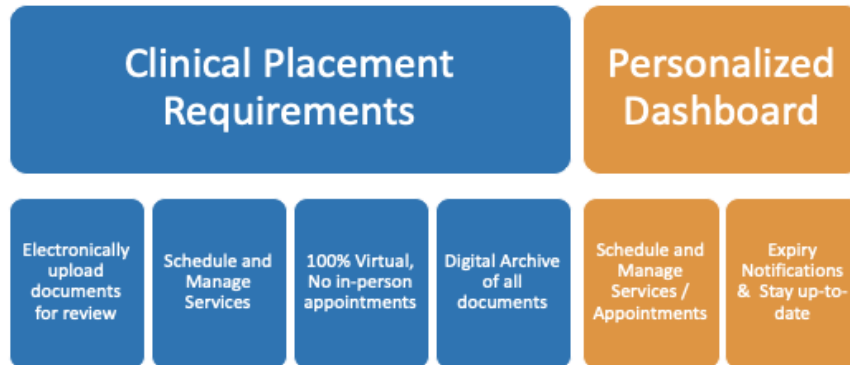 Clinical Placement
Requirements
Personalized
Dashboard
Electronically
upload
documents
for review
Schedule and
Manage
Services
100% Virtual,
No in-person
appointments
Digital Archive
of all
documents
Schedule and
Manage
Services /
Appointments
Expiry
Notifications
& Stay up-to-
date